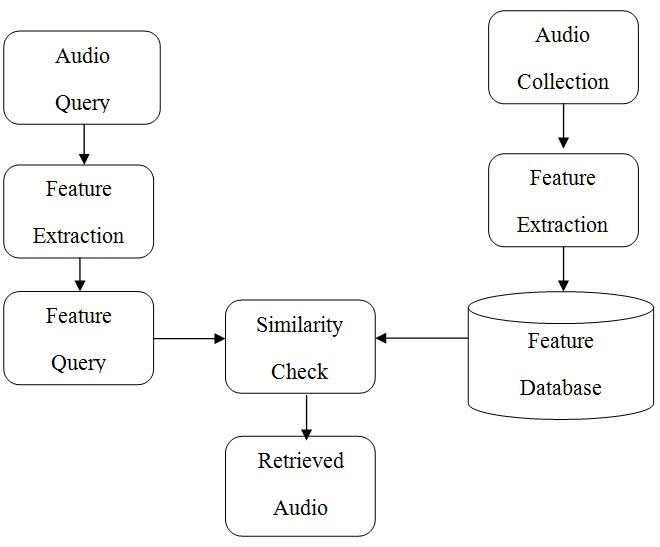 Audio
Query
Audio
Collection
Feature
Extraction
Feature
Extraction
Feature
Query
Similarity
Check
Feature
Database
Retrieved
Audio